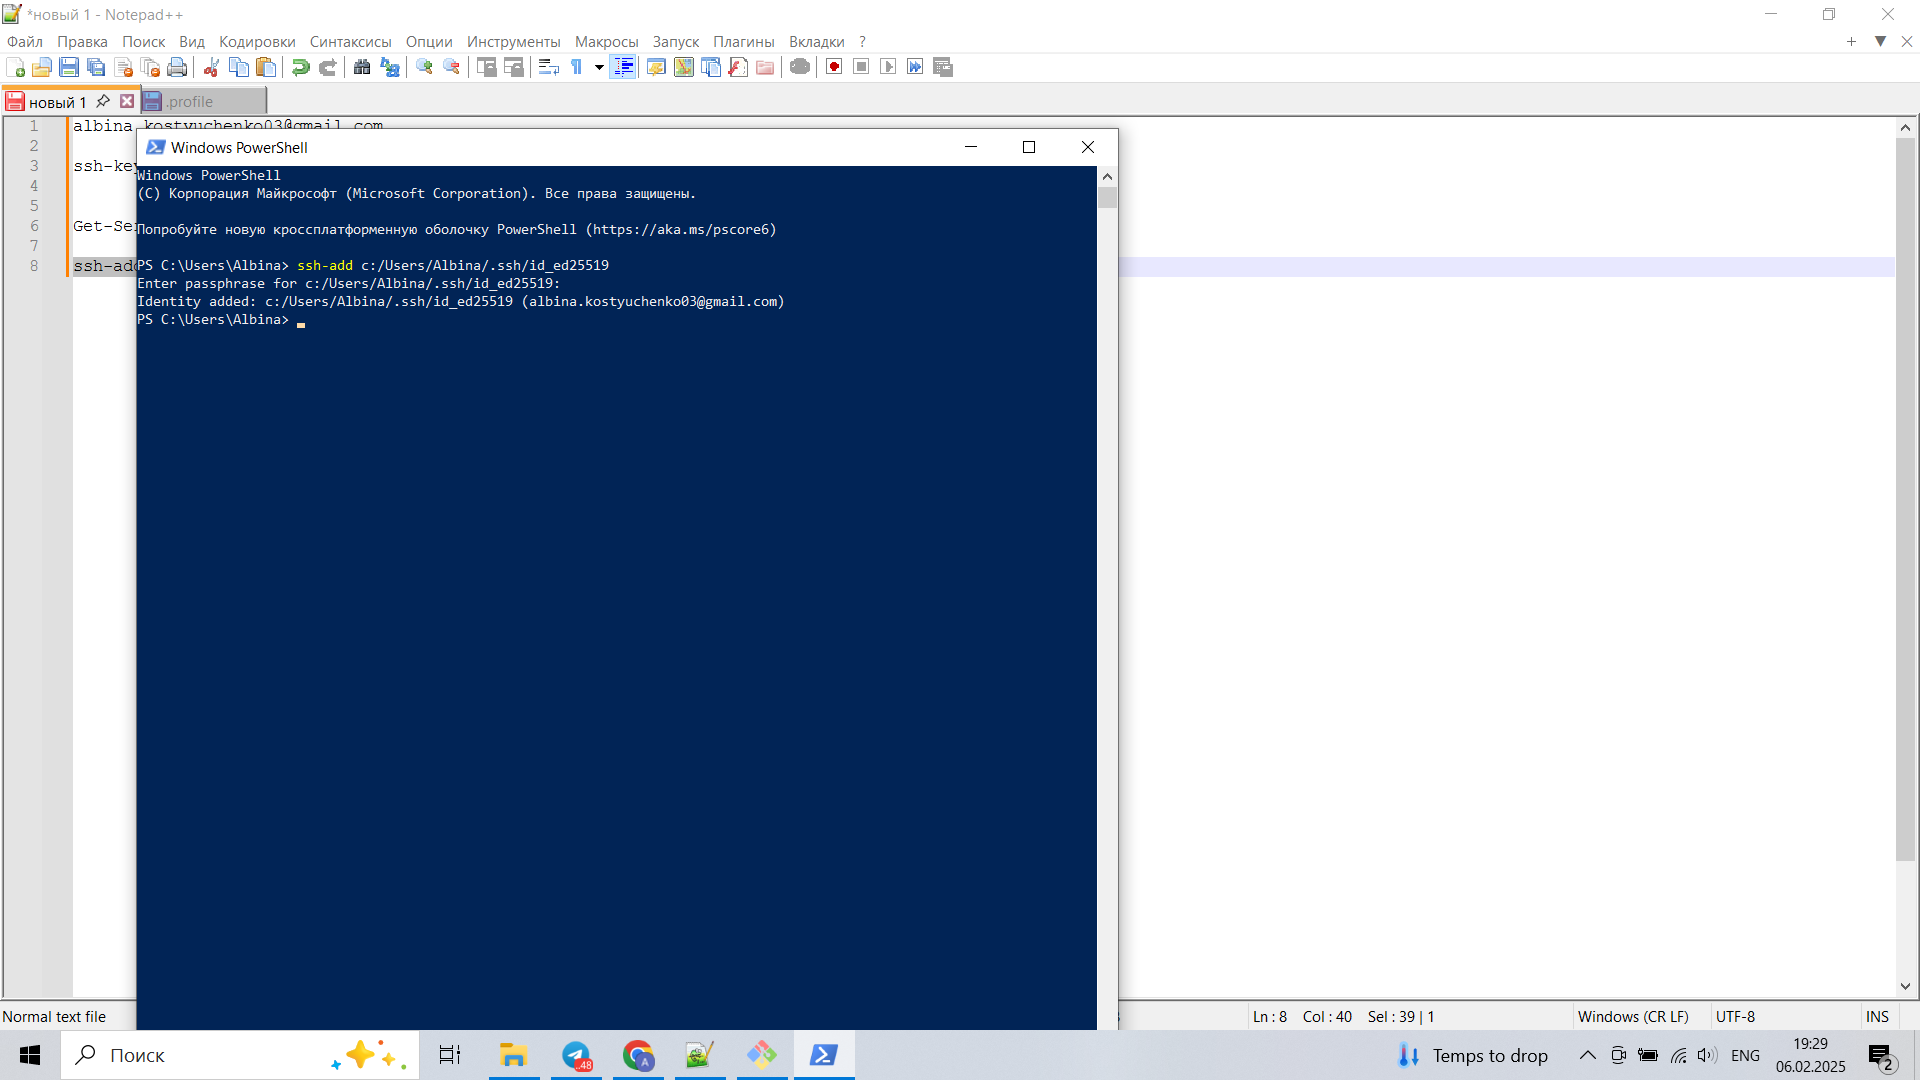 *новый 1 - Notepad++
Файл Правка Поиск Вид Кодировки Синтаксисы Опции Инструменты Макросы Запуск Плагины Вкладки ?
новый 1 .profile
1 albina.kostyuchenko03@gmail.com
2
3 ssh-key
4
5
6 Get-Ser
7
8 ssh-add
Windows PowerShell
Windows PowerShell
(C) Корпорация Майкрософт (Microsoft Corporation). Все права защищены.
Попробуйте новую кроссплатформенную оболочку PowerShell (https://aka.ms/pscore6)
PS C:\Users\Albina> ssh-add c:/Users/Albina/.ssh/id_ed25519
Enter passphrase for c:/Users/Albina/.ssh/id_ed25519:
Identity added: c:/Users/Albina/.ssh/id_ed25519 (albina.kostyuchenko03@gmail.com)
PS C:\Users\Albina>
Normal text file Ln : 8 Col : 40 Sel : 39 | 1 Windows (CR LF) UTF-8 INS
Поиск ..48 A Temps to drop ENG 19:29
06.02.2025 2